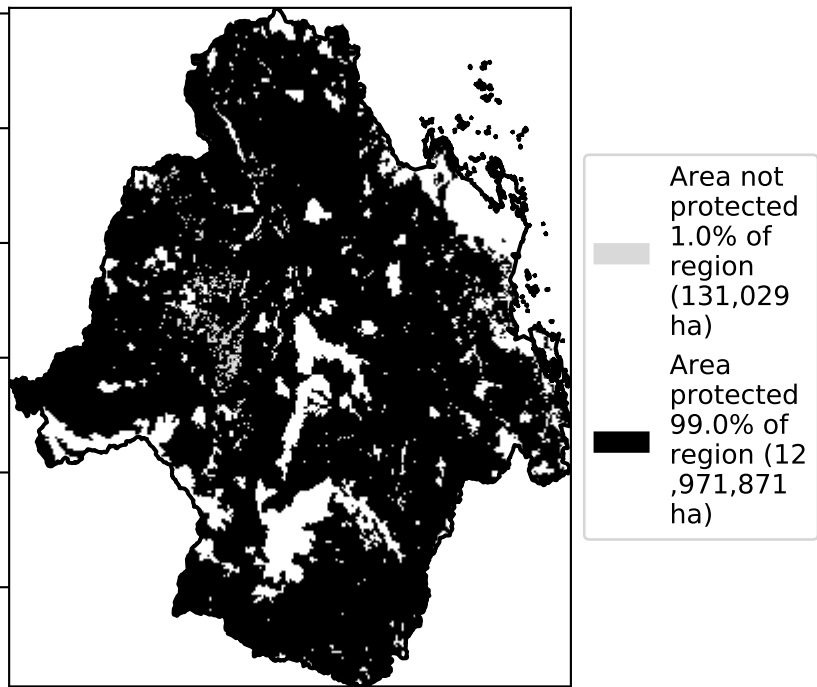 Area not
protected
1.0% of
region
(131,029
ha)
Area
protected
99.0% of
region (12
,971,871
ha)